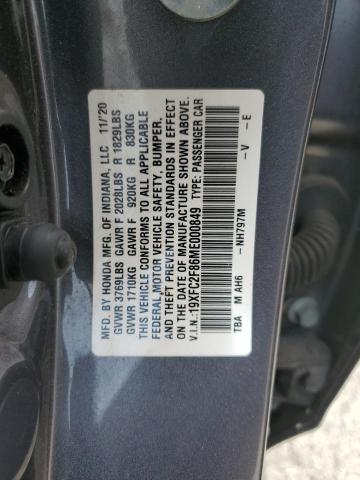 MFD. BY HONDA MFG. OF INDIANA, LLC 11/'20
GVWR 3769LBS GAWR F 2028LBS R 1829LBS
GVWR 1710KG GAWR F 920KG R 830KG
THIS VEHICLE CONFORMS TO ALL APPLICABLE
FEDERAL MOTOR VEHICLE SAFETY, BUMPER,
AND THEFT PREVENTION STANDARDS IN EFFECT
ON THE DATE OF MANUFACTURE SHOWN ABOVE.
V.I.N.:19XFC2F86ME000849 TYPE: PASSENGER CAR
TBA M AH6 -NH797M -V -E